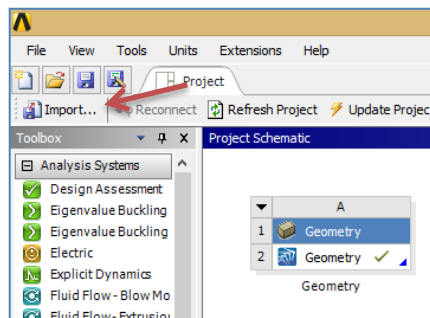 File View Tools Units Extensions Help
Project
Import... Reconnect Refresh Project Update Projec
Toolbox
Project Schematic
Analysis Systems
Design Assessment
Eigenvalue Buckling
Eigenvalue Buckling
Electric
Explicit Dynamics
Fluid Flow - Blow Mo
Fluid Flow - Extrusion
A
1 Geometry
2 Geometry
Geometry